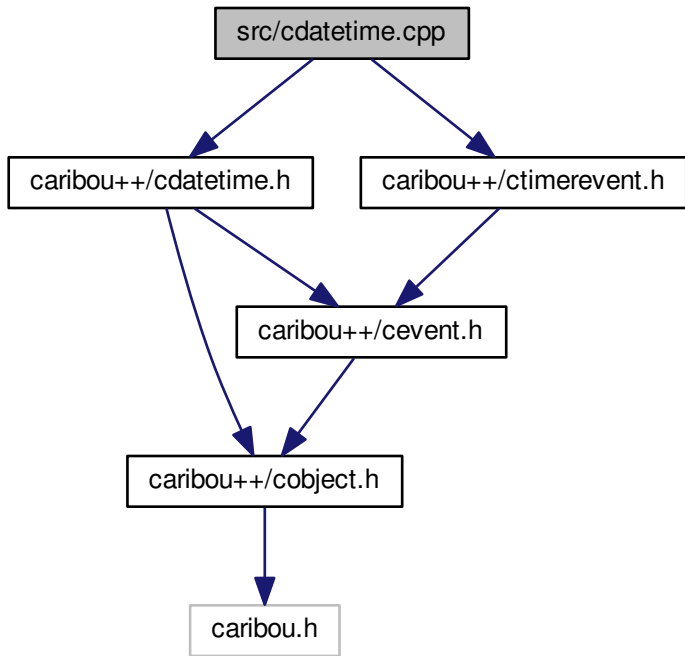 src/cdatetime.cpp
caribou++/cdatetime.h
caribou++/ctimerevent.h
caribou++/cevent.h
caribou++/cobject.h
caribou.h